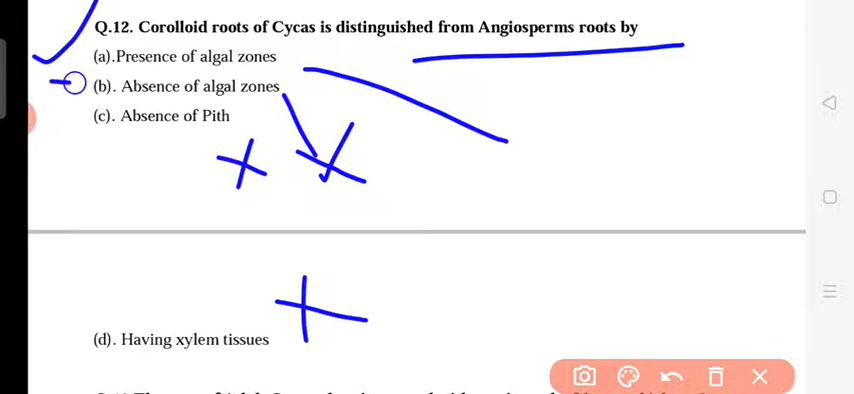 Q.12. Corolloid roots of Cycas is distinguished from Angiosperms roots by
(a).Presence of algal zones
(b). Absence of algal zones
(c). Absence of Pith
(d). Having xylem tissues